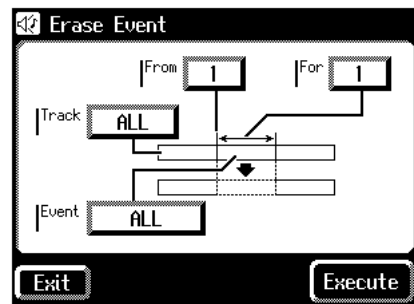 Erase Event
From 1 For 1
Track ALL
Event ALL
Exit Execute